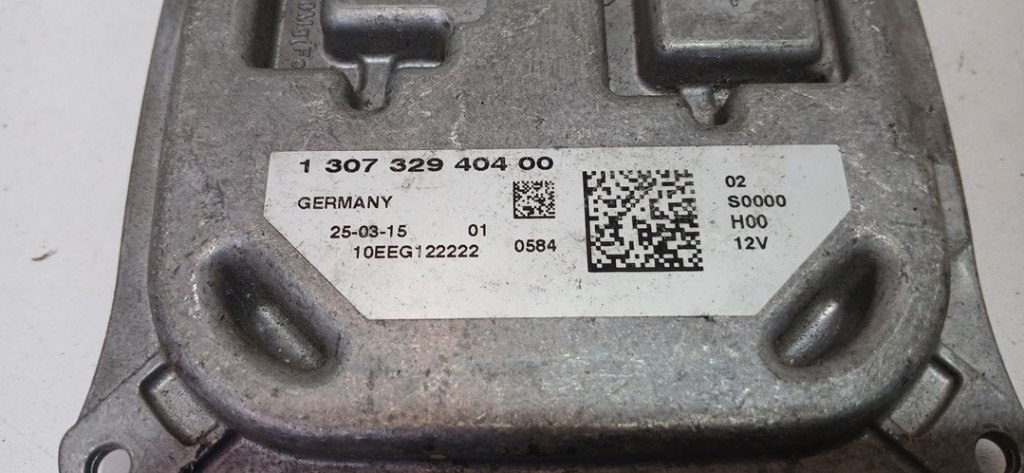 1 307 329 404 00
GERMANY
25-03-15 01
10EEG122222 0584
02
S0000
H00
12V